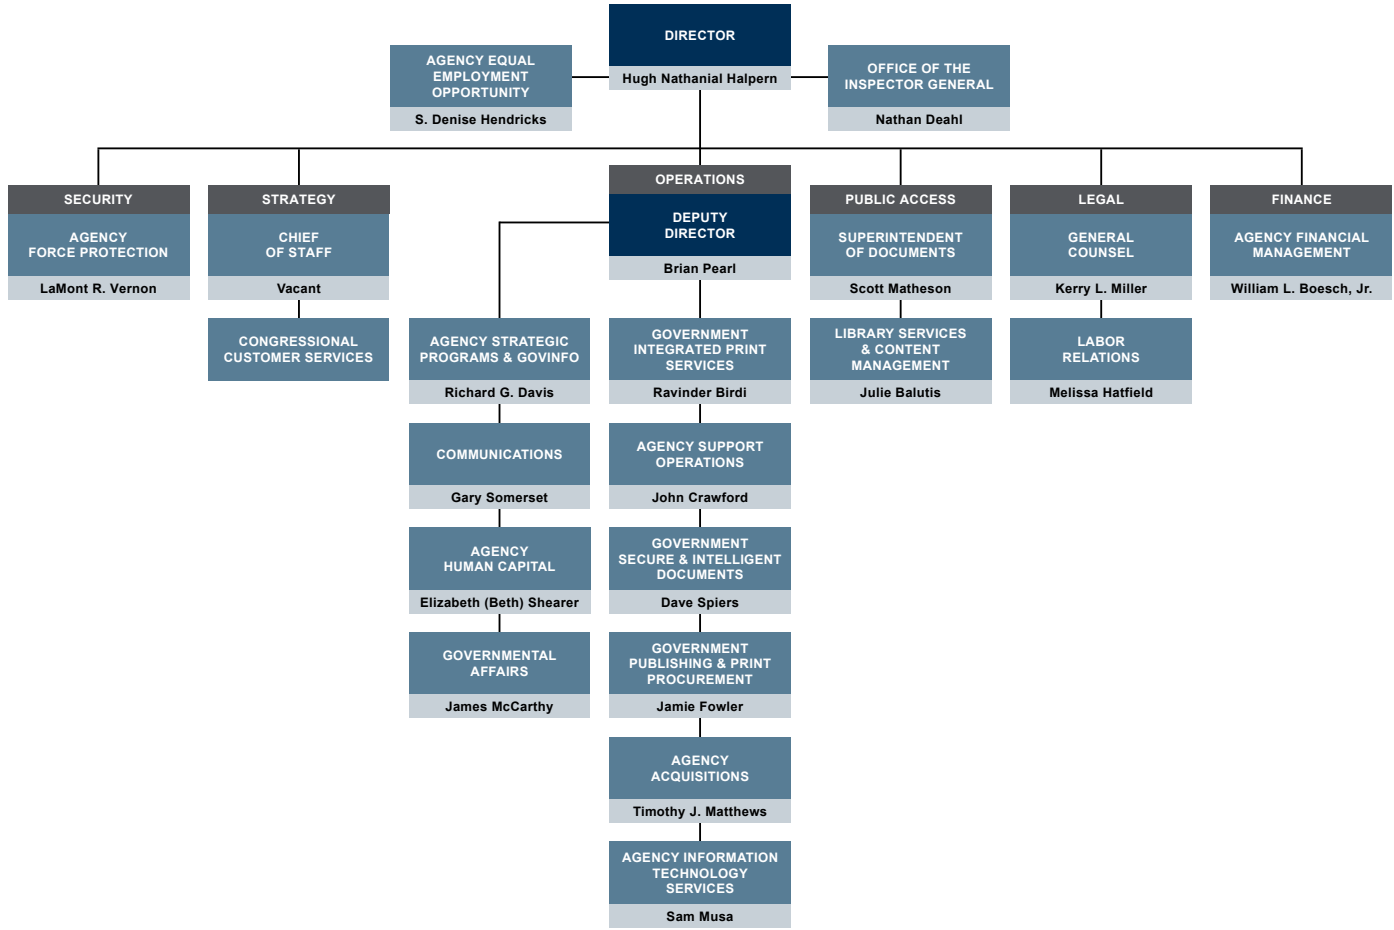 DIRECTOR
Hugh Nathanial Halpern
AGENCY EQUAL
EMPLOYMENT
OPPORTUNITY
S. Denise Hendricks
OFFICE OF THE
INSPECTOR GENERAL
Nathan Deahl
SECURITY
AGENCY
FORCE PROTECTION
LaMont R. Vernon
STRATEGY
CHIEF
OF STAFF
Vacant
CONGRESSIONAL
CUSTOMER SERVICES
OPERATIONS
DEPUTY
DIRECTOR
Brian Pearl
AGENCY STRATEGIC
PROGRAMS & GOVINFO
Richard G. Davis
COMMUNICATIONS
Gary Somerset
AGENCY
HUMAN CAPITAL
Elizabeth (Beth) Shearer
GOVERNMENTAL
AFFAIRS
James McCarthy
GOVERNMENT
INTEGRATED PRINT
SERVICES
Ravinder Birdi
AGENCY SUPPORT
OPERATIONS
John Crawford
GOVERNMENT
SECURE & INTELLIGENT
DOCUMENTS
Dave Spiers
GOVERNMENT
PUBLISHING & PRINT
PROCUREMENT
Jamie Fowler
AGENCY
ACQUISITIONS
Timothy J. Matthews
AGENCY INFORMATION
TECHNOLOGY
SERVICES
Sam Musa
PUBLIC ACCESS
SUPERINTENDENT
OF DOCUMENTS
Scott Matheson
LIBRARY SERVICES
& CONTENT
MANAGEMENT
Julie Balutis
LEGAL
GENERAL
COUNSEL
Kerry L. Miller
LABOR
RELATIONS
Melissa Hatfield
FINANCE
AGENCY FINANCIAL
MANAGEMENT
William L. Boesch, Jr.